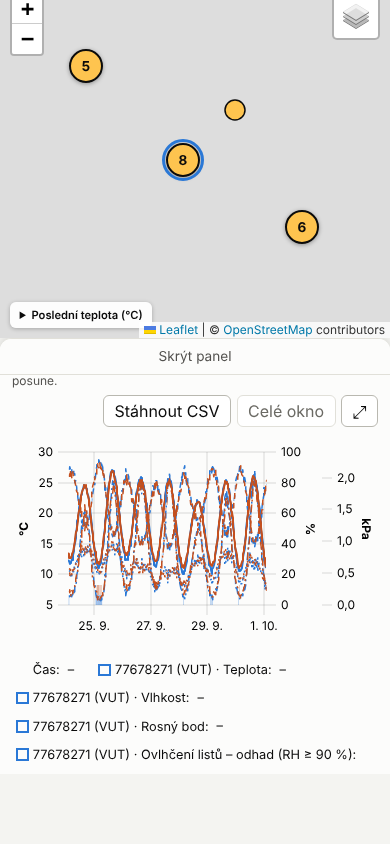 +
−
5
8
6
▶ Poslední teplota (°C)
Leaflet | © OpenStreetMap contributors
Skrýt panel
posune.
Stáhnout CSV Celé okno
30 100
25 80 2,0
20 60 1,5
°C % kPa
15 40 1,0
10 20 0,5
5 0 0,0
25. 9. 27. 9. 29. 9. 1. 10.
Čas: – 77678271 (VUT) · Teplota: –
77678271 (VUT) · Vlhkost: –
77678271 (VUT) · Rosný bod: –
77678271 (VUT) · Ovlhčení listů – odhad (RH ≥ 90 %):